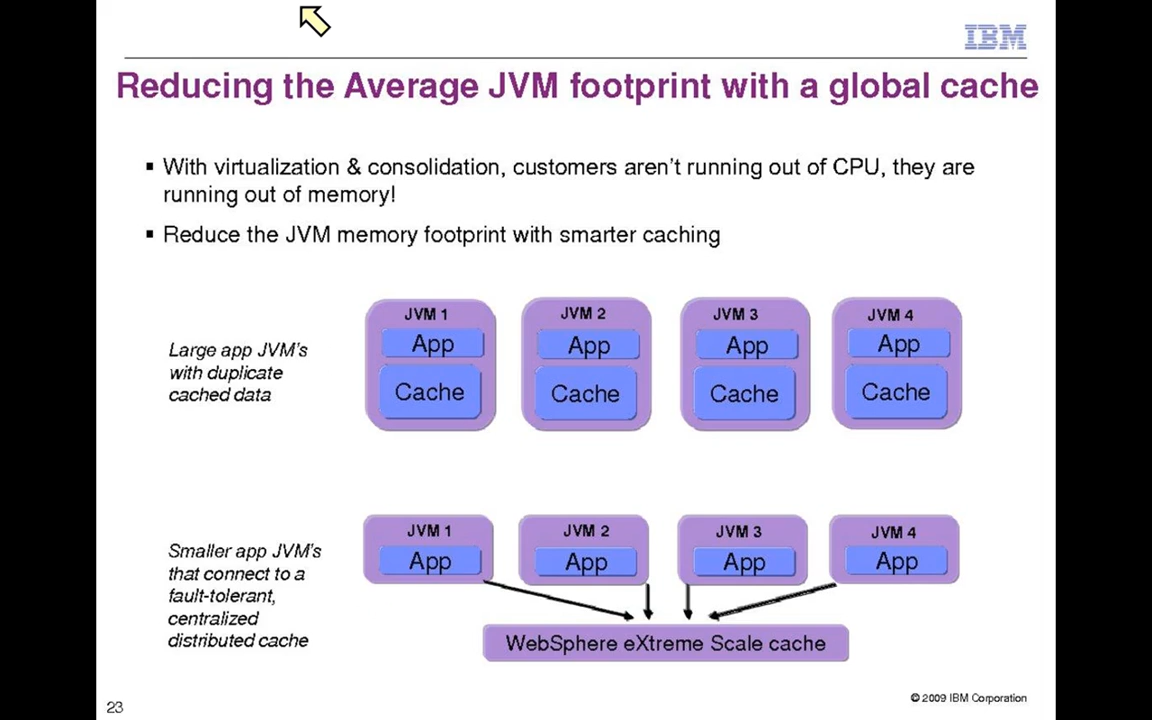 IBM
Reducing the Average JVM footprint with a global cache
▪ With virtualization & consolidation, customers aren't running out of CPU, they are
running out of memory!
▪ Reduce the JVM memory footprint with smarter caching
Large app JVM's
with duplicate
cached data
JVM 1
App
Cache
JVM 2
App
Cache
JVM 3
App
Cache
JVM 4
App
Cache
Smaller app JVM's
that connect to a
fault-tolerant,
centralized
distributed cache
JVM 1
App
JVM 2
App
JVM 3
App
JVM 4
App
WebSphere eXtreme Scale cache
23
© 2009 IBM Corporation